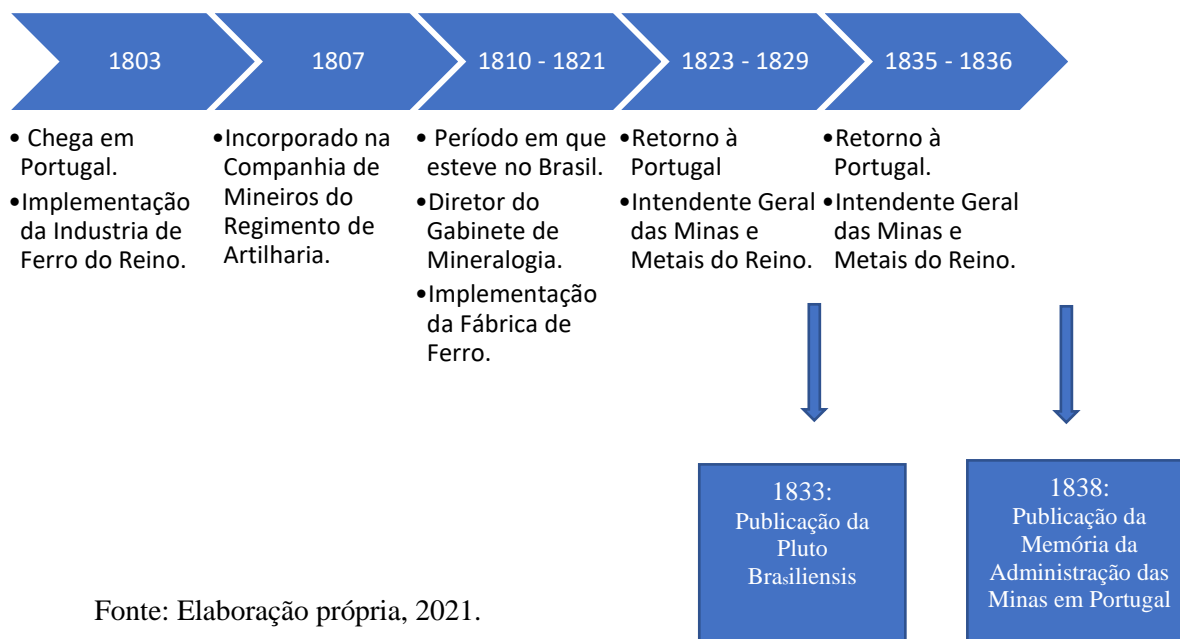 1803
1807
1810 - 1821
1823 - 1829
1835 - 1836
• Chega em
Portugal.
•Implementação
da Industria de
Ferro do Reino.
•Incorporado na
Companhia de
Mineiros do
Regimento de
Artilharia.
• Período em que
esteve no Brasil.
•Diretor do
Gabinete de
Mineralogia.
•Implementação
da Fábrica de
Ferro.
•Retorno à
Portugal
•Intendente Geral
das Minas e
Metais do Reino.
•Retorno à
Portugal.
•Intendente Geral
das Minas e
Metais do Reino.
1833:
Publicação da
Pluto
Brasiliensis
1838:
Publicação da
Memória da
Administração das
Minas em Portugal
Fonte: Elaboração própria, 2021.